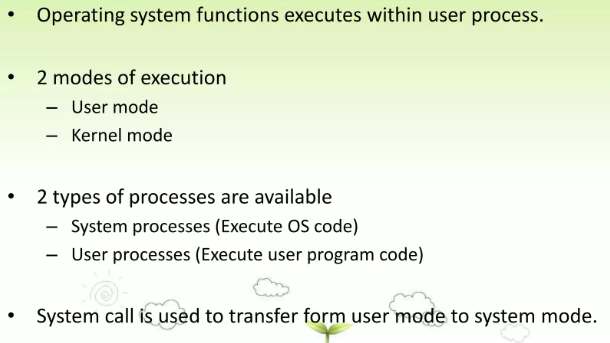 • Operating system functions executes within user process.
• 2 modes of execution
– User mode
– Kernel mode
• 2 types of processes are available
– System processes (Execute OS code)
– User processes (Execute user program code)
• System call is used to transfer form user mode to system mode.